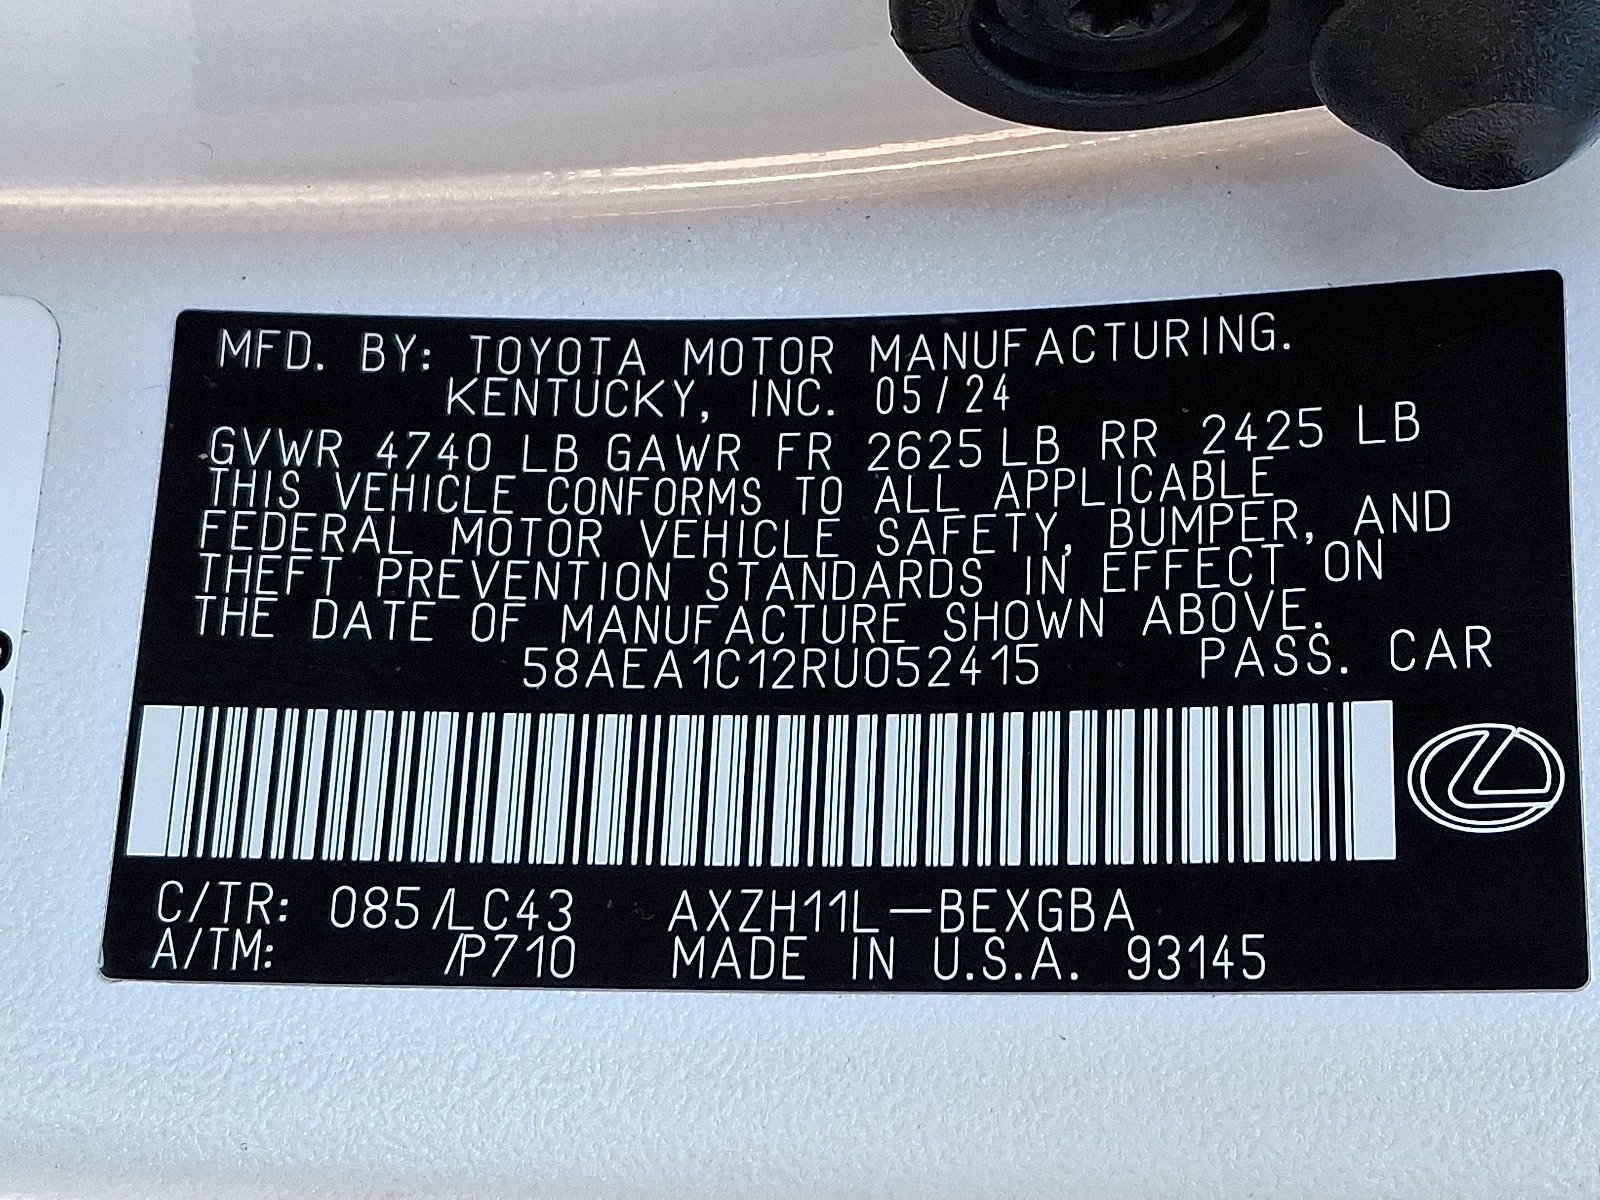 MFD. BY: TOYOTA MOTOR MANUFACTURING.
KENTUCKY, INC. 05/24
GVWR 4740 LB GAWR FR 2625 LB RR 2425 LB
THIS VEHICLE CONFORMS TO ALL APPLICABLE
FEDERAL MOTOR VEHICLE SAFETY, BUMPER, AND
THEFT PREVENTION STANDARDS IN EFFECT ON
THE DATE OF MANUFACTURE SHOWN ABOVE.
58AEA1C12RU052415 PASS. CAR
C/TR: 085/LC43 AXZH11L-BEXGBA
A/TM: /P710 MADE IN U.S.A. 93145